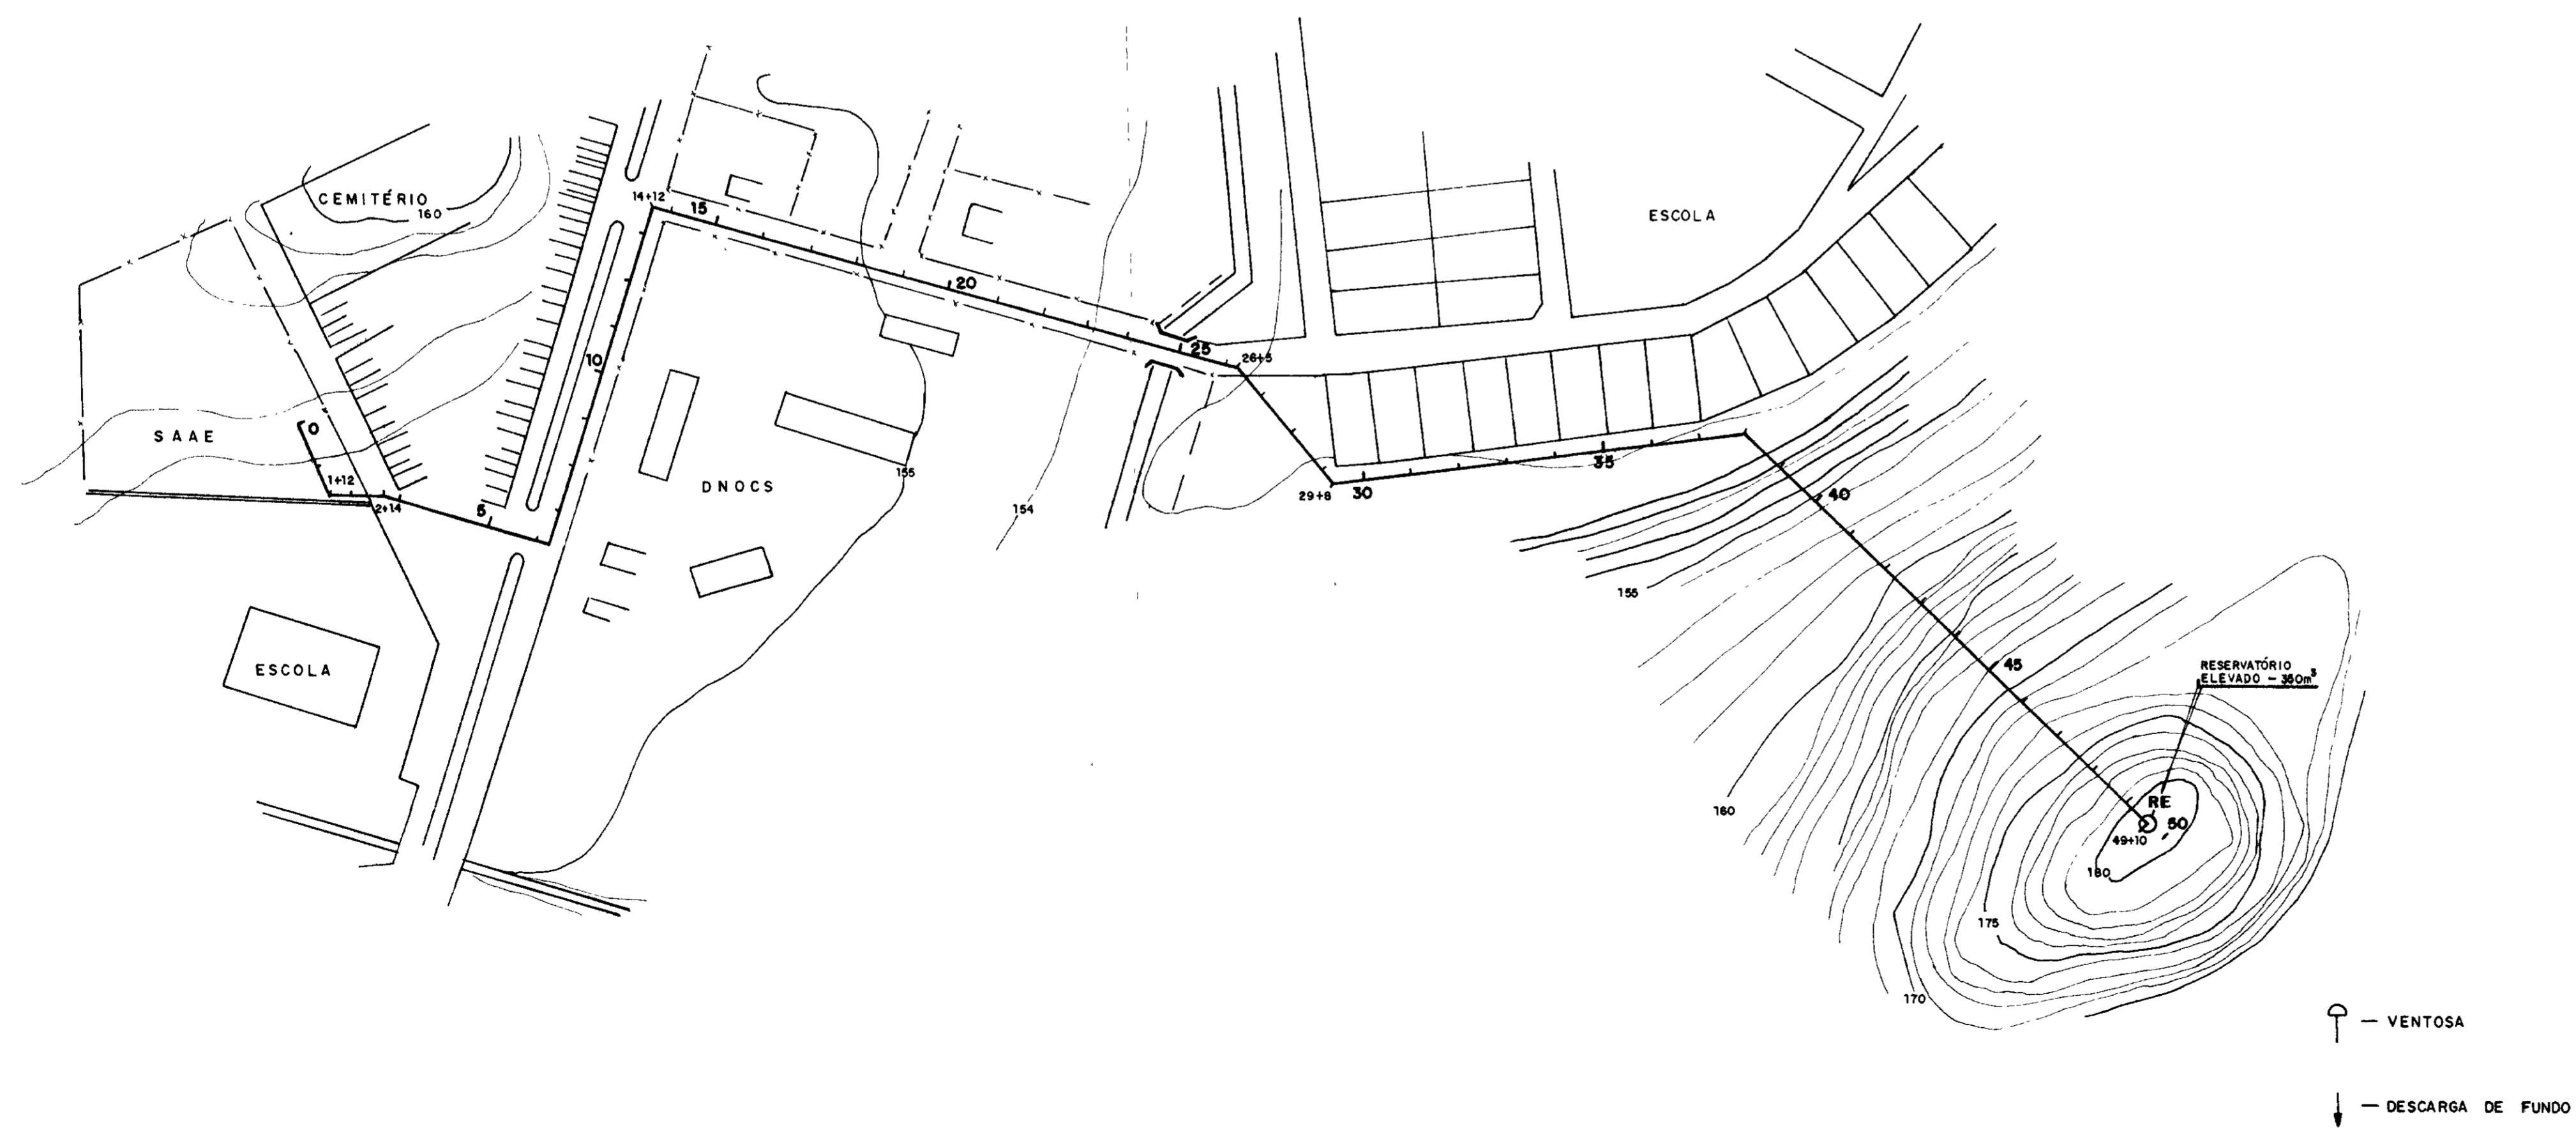 CEMITÉRIO
160
14+12
15
ESCOLA
20
10
25
26+5
SAAE
0
1+12
2+14
5
DNOCS
155
154
29+8
30
35
40
155
ESCOLA
45
RESERVATÓRIO
ELEVADO - 350m³
160
RE
50
49+10
180
175
170
- VENTOSA
- DESCARGA DE FUNDO